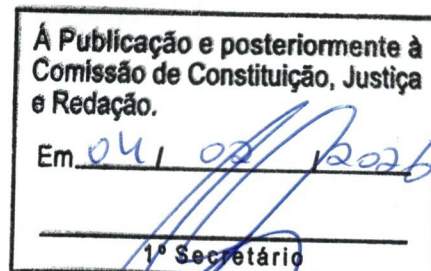 À Publicação e posteriormente à
Comissão de Constituição, Justiça
e Redação.
Em 04 / 02 / 2026
1º Secretário